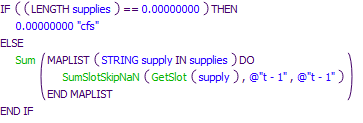 IF ( ( LENGTH supplies ) == 0.00000000 ) THEN
0.00000000 "cfs"
ELSE
Sum ( MAPLIST ( STRING supply IN supplies ) DO
SumSlotSkipNaN ( GetSlot ( supply ) , @"t - 1" , @"t - 1" )
END MAPLIST )
END IF